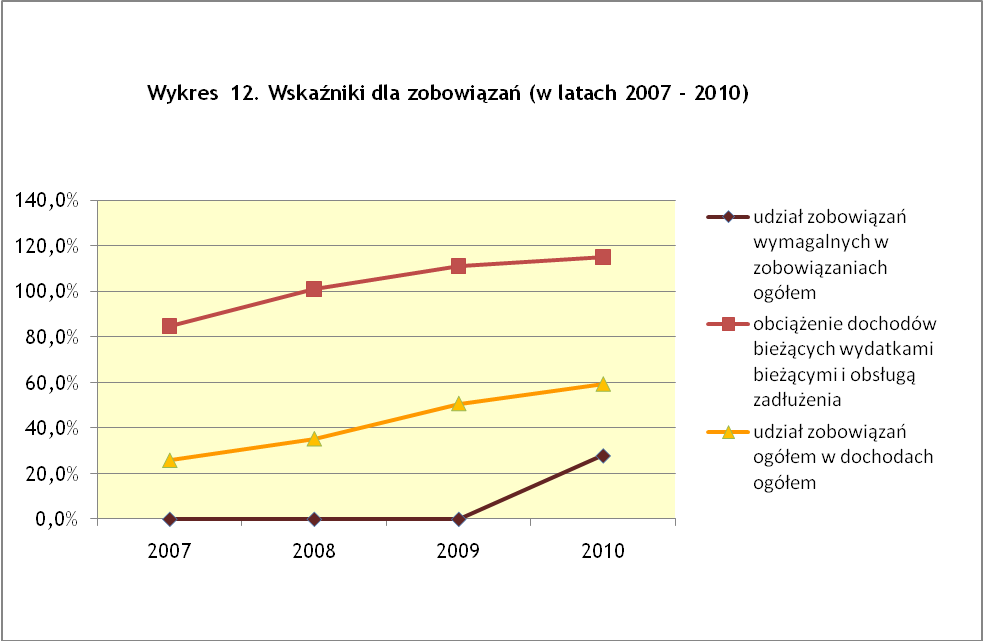 Wykres 12. Wskaźniki dla zobowiązań (w latach 2007 - 2010)
140,0%
120,0%
100,0%
80,0%
60,0%
40,0%
20,0%
0,0%
2007
2008
2009
2010
udział zobowiązań
wymagalnych w
zobowiązaniach
ogółem
obciążenie dochodów
bieżących wydatkami
bieżącymi i obsługą
zadłużenia
udział zobowiązań
ogółem w dochodach
ogółem